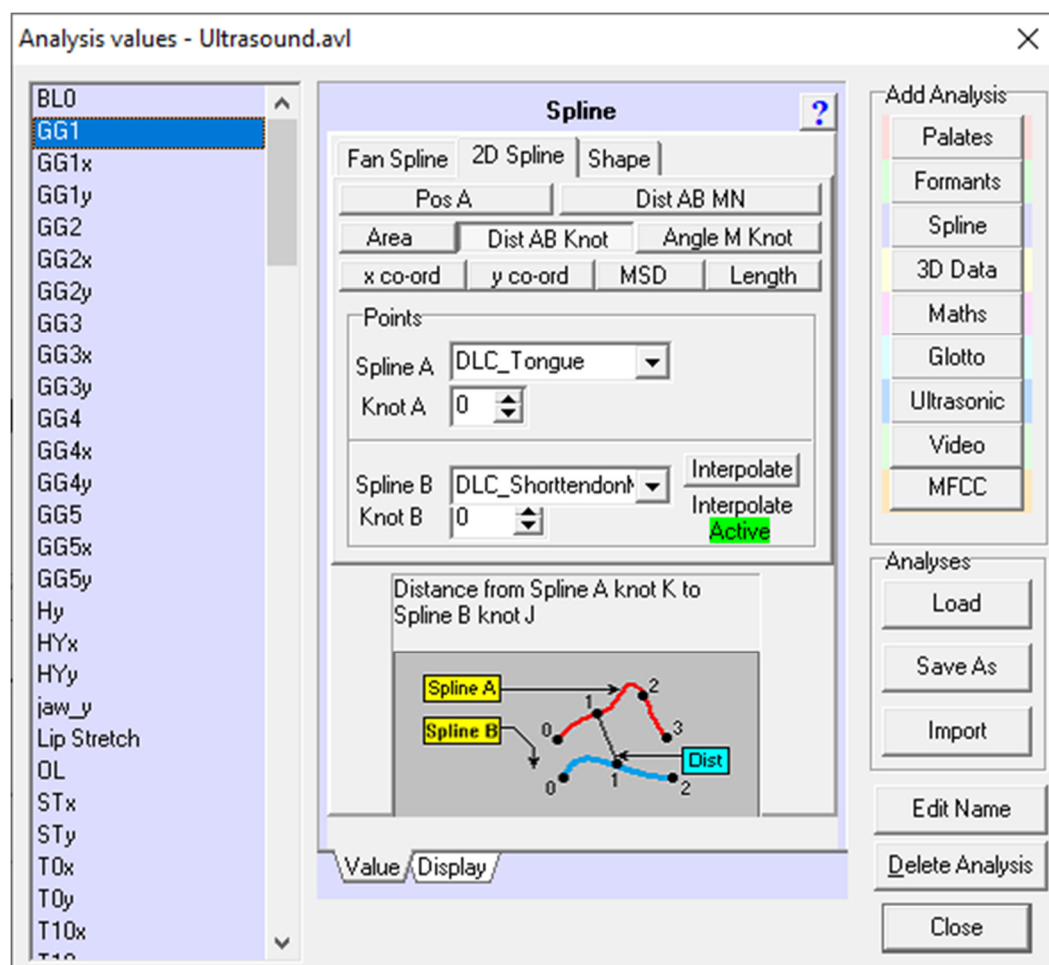 Analysis values - Ultrasound.avl
BL0
GG1
GG1x
GG1y
GG2
GG2x
GG2y
GG3
GG3x
GG3y
GG4
GG4x
GG4y
GG5
GG5x
GG5y
Hy
HYx
HYy
jaw_y
Lip Stretch
OL
STx
STy
T0x
T0y
T10x
Spline
?
Fan Spline 2D Spline Shape
Pos A Dist AB MN
Area Dist AB Knot Angle M Knot
x co-ord y co-ord MSD Length
Points
Spline A DLC_Tongue
Knot A 0
Spline B DLC_Shorttendon Interpolate
Knot B 0 Interpolate
Active
Distance from Spline A knot K to
Spline B knot J
Spline A
Spline B
0 1 2 3
Dist
0 1 2
Value Display
Add Analysis
Palates
Formants
Spline
3D Data
Maths
Glotto
Ultrasonic
Video
MFCC
Analyses
Load
Save As
Import
Edit Name
Delete Analysis
Close